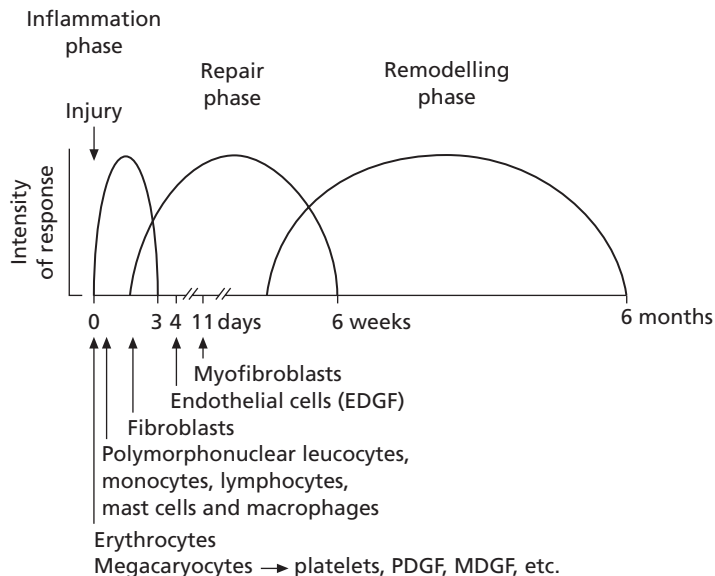 Inflammation
phase
Repair
phase
Remodelling
phase
Injury
Intensity
of response
0
3
4
11 days
6 weeks
6 months
Myofibroblasts
Endothelial cells (EDGF)
Fibroblasts
Polymorphonuclear leucocytes,
monocytes, lymphocytes,
mast cells and macrophages
Erythrocytes
Megacaryocytes → platelets, PDGF, MDGF, etc.